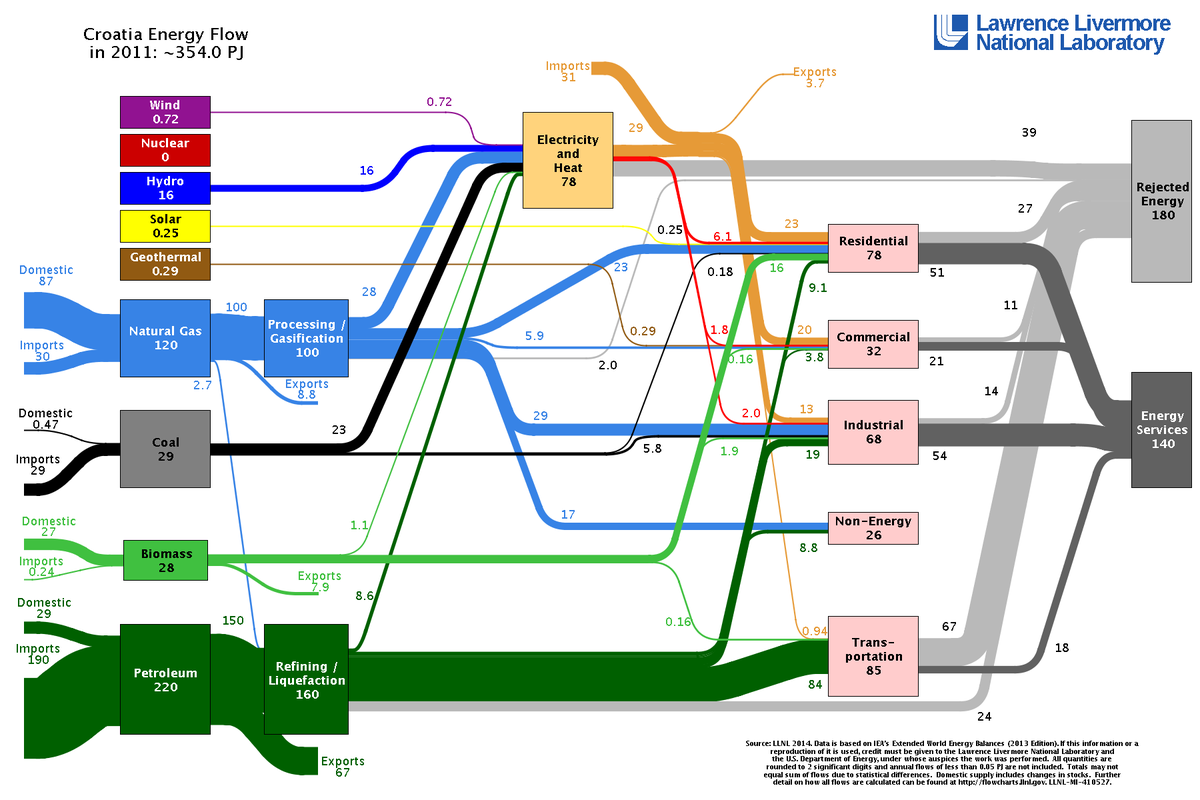 Croatia Energy Flow
in 2011: ~354.0 PJ
Lawrence Livermore
National Laboratory
Imports
31
Exports
3.7
Wind
0.72
0.72
Nuclear
0
Hydro
16
16
Solar
0.25
Geothermal
0.29
Electricity
and
Heat
78
29
39
Rejected
Energy
180
27
23
6.1
0.25
Residential
78
51
16
9.1
0.18
23
Domestic
87
Imports
30
Natural Gas
120
100
Processing /
Gasification
100
28
Exports
8.8
2.7
5.9
2.0
0.29
1.8
0.16
20
3.8
Commercial
32
11
21
14
Domestic
0.47
Imports
29
Coal
29
23
29
5.8
2.0
1.9
13
19
Industrial
68
54
Energy
Services
140
17
8.8
Non-Energy
26
Domestic
27
Imports
0.24
Biomass
28
1.1
Exports
7.9
8.6
0.16
0.94
Domestic
29
Imports
190
Petroleum
220
150
Refining /
Liquefaction
160
Exports
67
84
Trans-
portation
85
67
18
24
Source: LLNL 2014. Data is based on IEA's Extended World Energy Balances (2013 Edition). If this information or a
reproduction of it is used, credit must be given to the Lawrence Livermore National Laboratory and
the U.S. Department of Energy, under whose auspices the work was performed. All quantities are
rounded to 2 significant digits and annual flows of less than 0.05 PJ are not included. Totals may not
equal sum of flows due to statistical differences. Domestic supply includes changes in stocks. Further
detail on how all flows are calculated can be found at http://flowcharts.llnl.gov. LLNL-MI-410527.